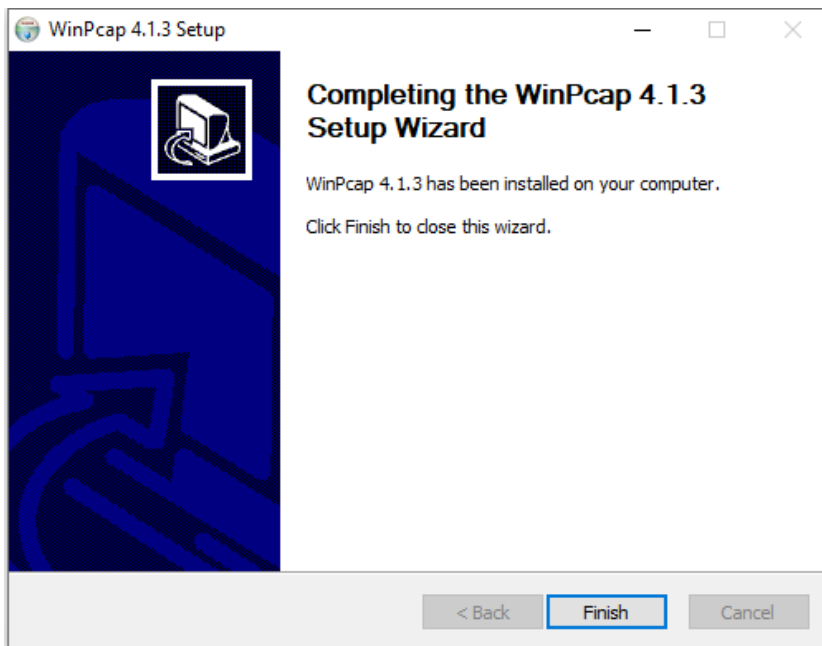 WinPcap 4.1.3 Setup
Completing the WinPcap 4.1.3
Setup Wizard
WinPcap 4.1.3 has been installed on your computer.
Click Finish to close this wizard.
< Back
Finish
Cancel